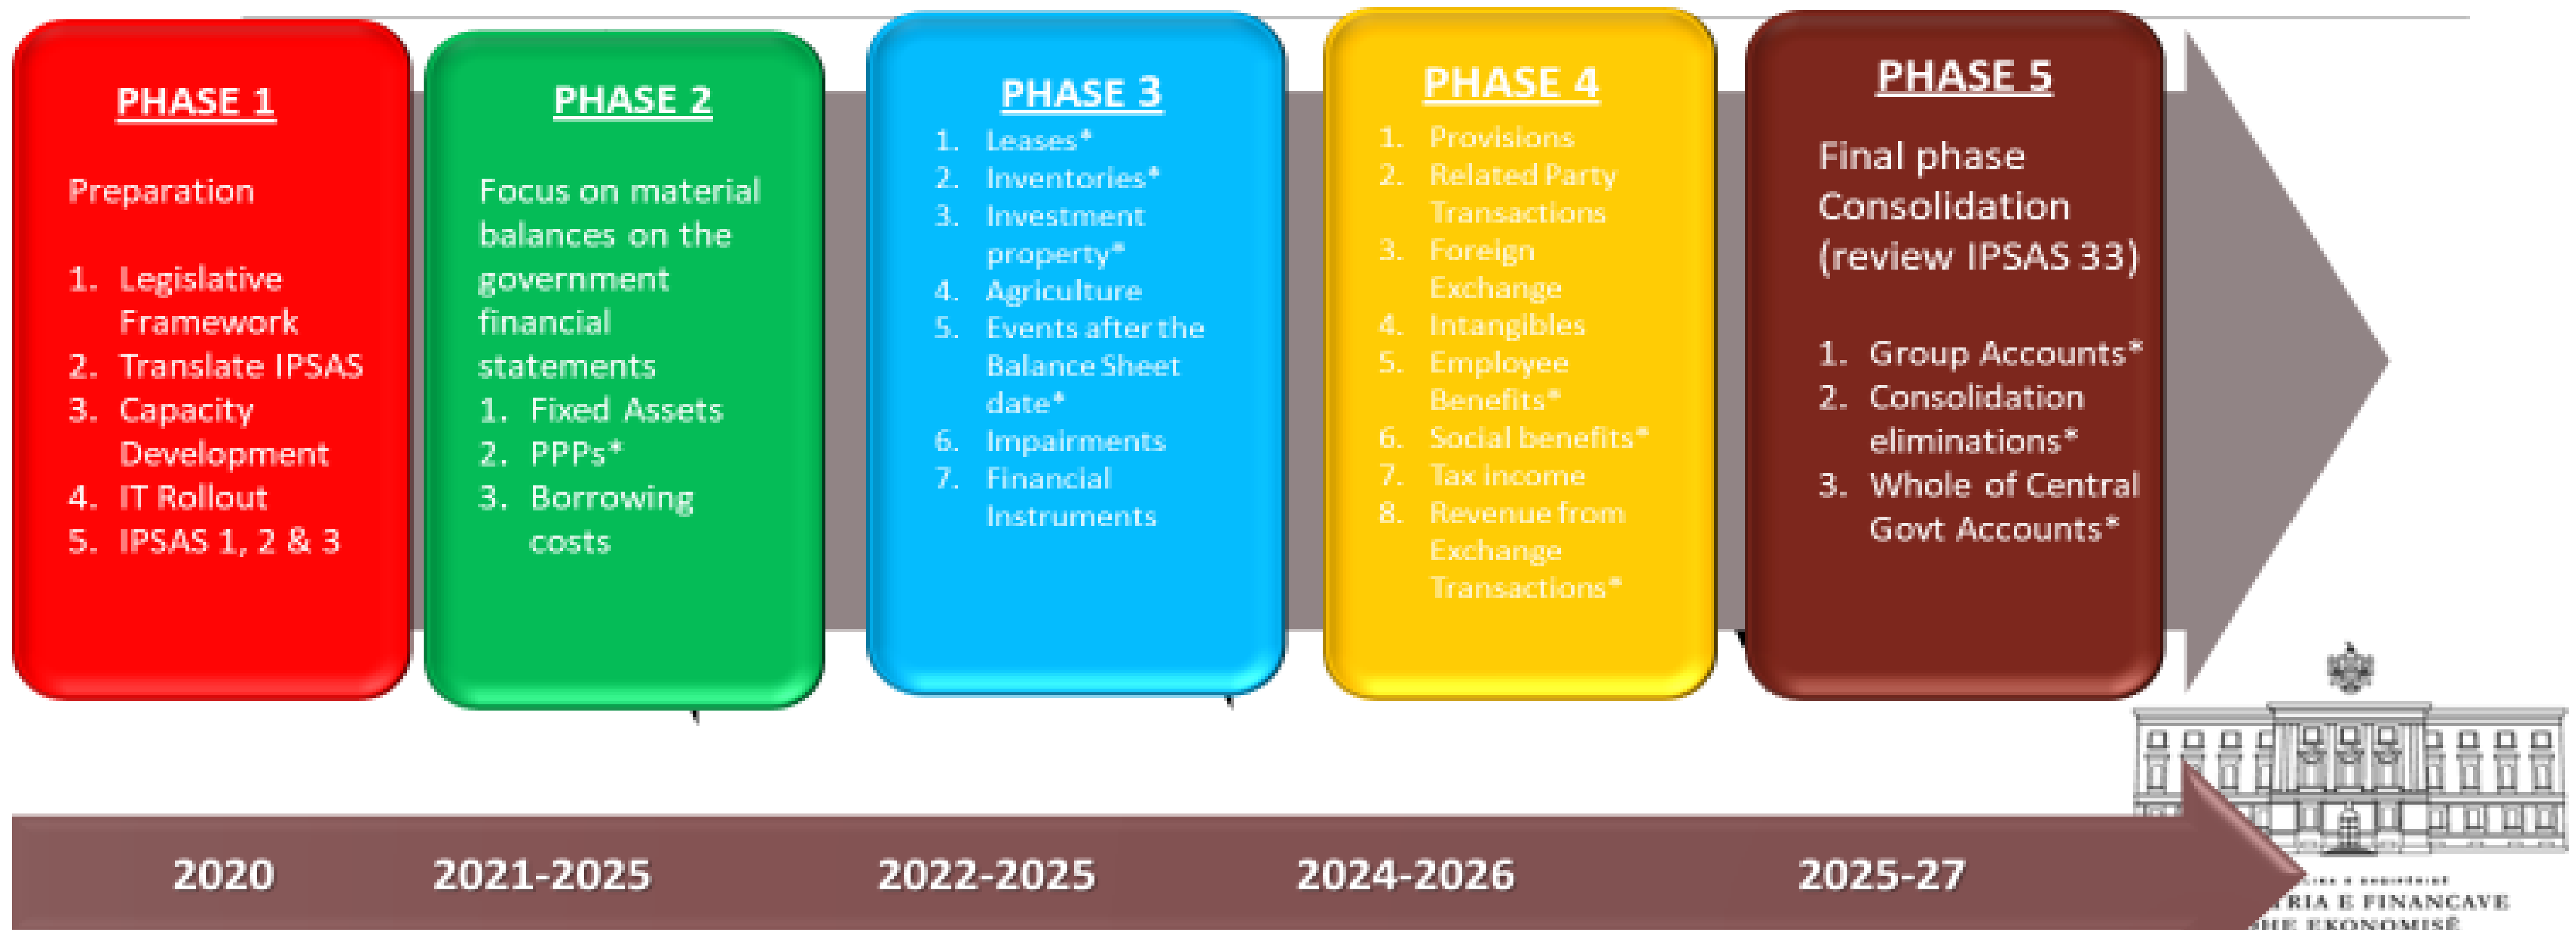 PHASE 1
Preparation
1. Legislative
Framework
2. Translate IPSAS
3. Capacity
Development
4. IT Rollout
5. IPSAS 1, 2 & 3
PHASE 2
Focus on material
balances on the
government
financial
statements
1. Fixed Assets
2. PPPs*
3. Borrowing
costs
PHASE 3
1. Leases*
2. Inventories*
3. Investment
property*
4. Agriculture
5. Events after the
Balance Sheet
date*
6. Impairments
7. Financial
Instruments
PHASE 4
1. Provisions
2. Related Party
Transactions
3. Foreign
Exchange
4. Intangibles
5. Employee
Benefits*
6. Social benefits*
7. Tax income
8. Revenue from
Exchange
Transactions*
PHASE 5
Final phase
Consolidation
(review IPSAS 33)
1. Group Accounts*
2. Consolidation
eliminations*
3. Whole of Central
Govt Accounts*
2020
2021-2025
2022-2025
2024-2026
2025-27
E FINANCAVE
EKONOMISË